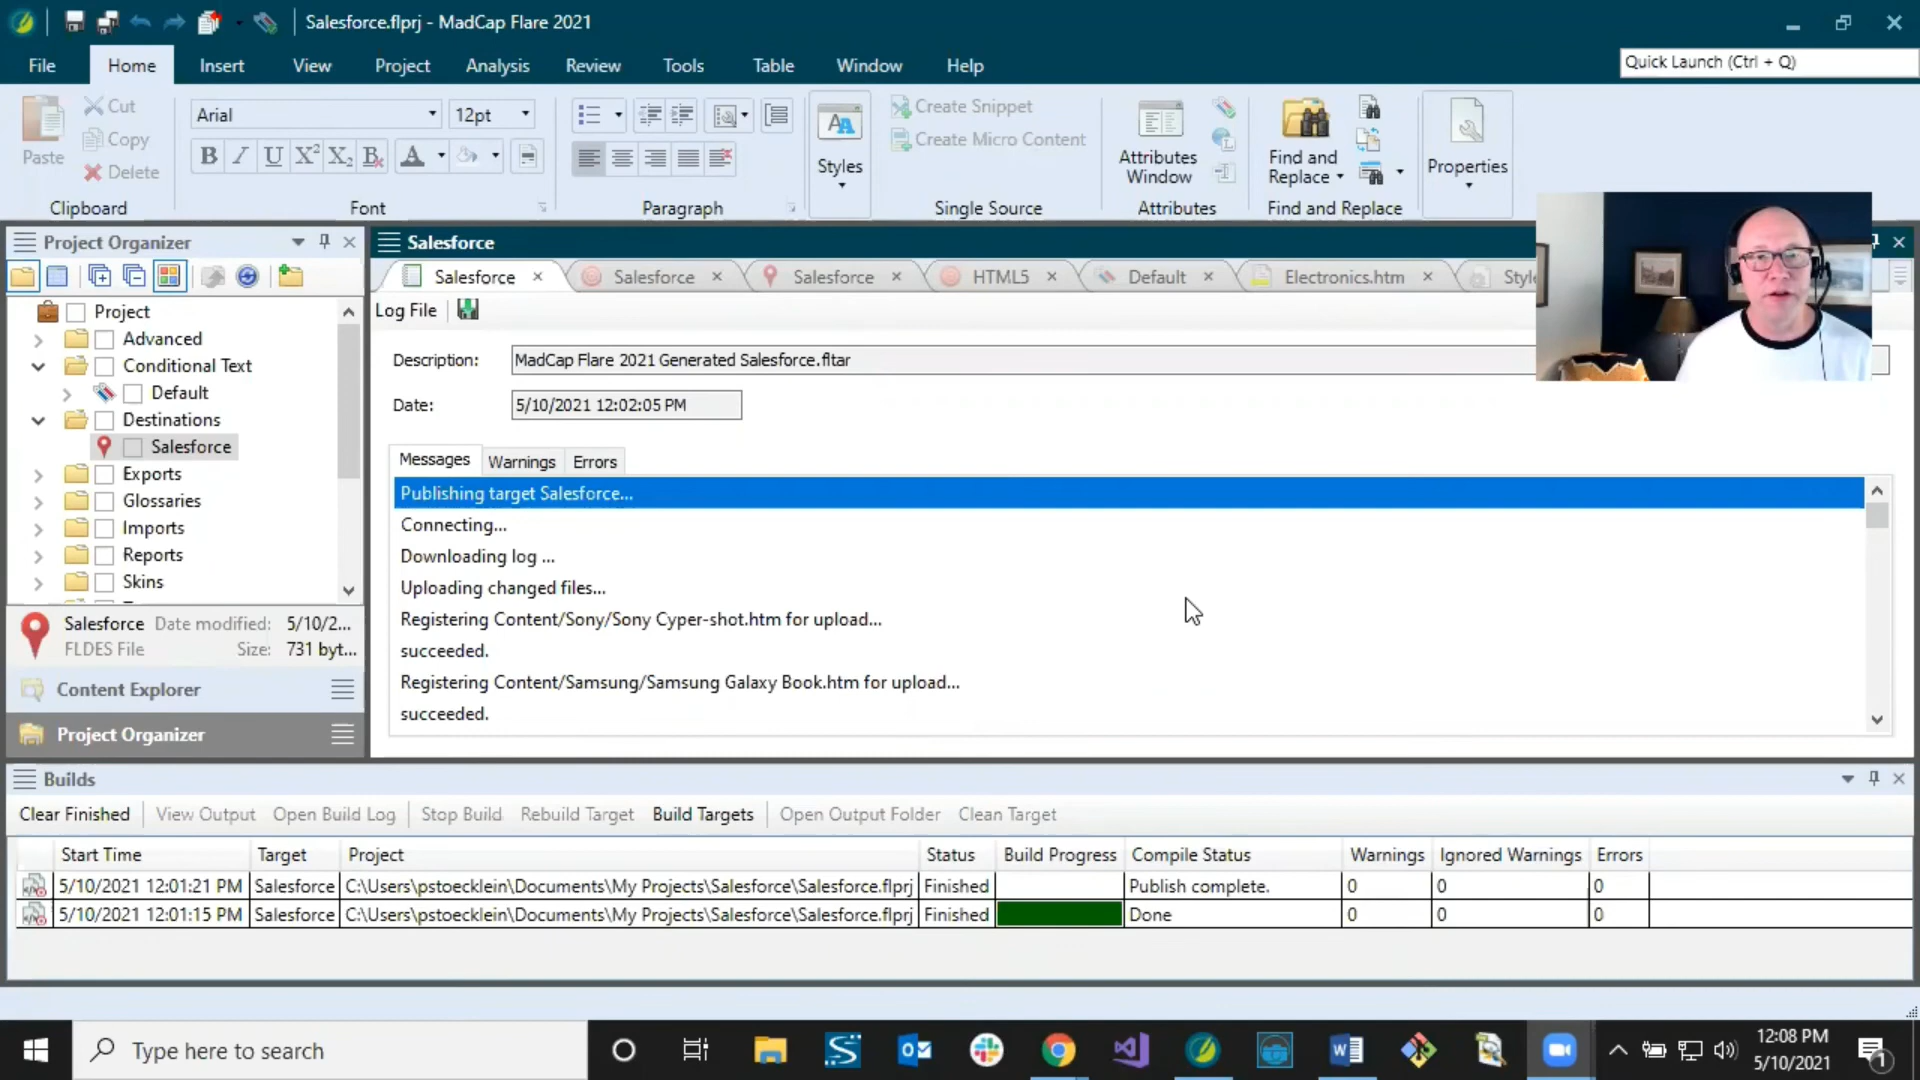 Salesforce.flprj - MadCap Flare 2021
File Home Insert View Project Analysis Review Tools Table Window Help
Quick Launch (Ctrl + Q)
Paste Cut
Copy
Delete
Clipboard
Arial 12pt
B I U X² X₂ B A
Font
Paragraph
Styles
Create Snippet
Create Micro Content
Single Source
Attributes Window
Attributes
Find and Replace
Find and Replace
Properties
Project Organizer
Project
Advanced
Conditional Text
Default
Destinations
Salesforce
Exports
Glossaries
Imports
Reports
Skins
Salesforce Date modified: 5/10/2...
FLDES File Size: 731 byt...
Content Explorer
Project Organizer
Salesforce
Salesforce Salesforce Salesforce HTML5 Default Electronics.htm Style
Log File
Description: MadCap Flare 2021 Generated Salesforce.fltar
Date: 5/10/2021 12:02:05 PM
Messages Warnings Errors
Publishing target Salesforce...
Connecting...
Downloading log ...
Uploading changed files...
Registering Content/Sony/Sony Cyper-shot.htm for upload...
succeeded.
Registering Content/Samsung/Samsung Galaxy Book.htm for upload...
succeeded.
Builds
Clear Finished View Output Open Build Log Stop Build Rebuild Target Build Targets Open Output Folder Clean Target
Start Time Target Project Status Build Progress Compile Status Warnings Ignored Warnings Errors
5/10/2021 12:01:21 PM Salesforce C:\Users\pstoecklein\Documents\My Projects\Salesforce\Salesforce.flprj Finished Publish complete. 0 0 0
5/10/2021 12:01:15 PM Salesforce C:\Users\pstoecklein\Documents\My Projects\Salesforce\Salesforce.flprj Finished Done 0 0 0
Type here to search
12:08 PM
5/10/2021
1